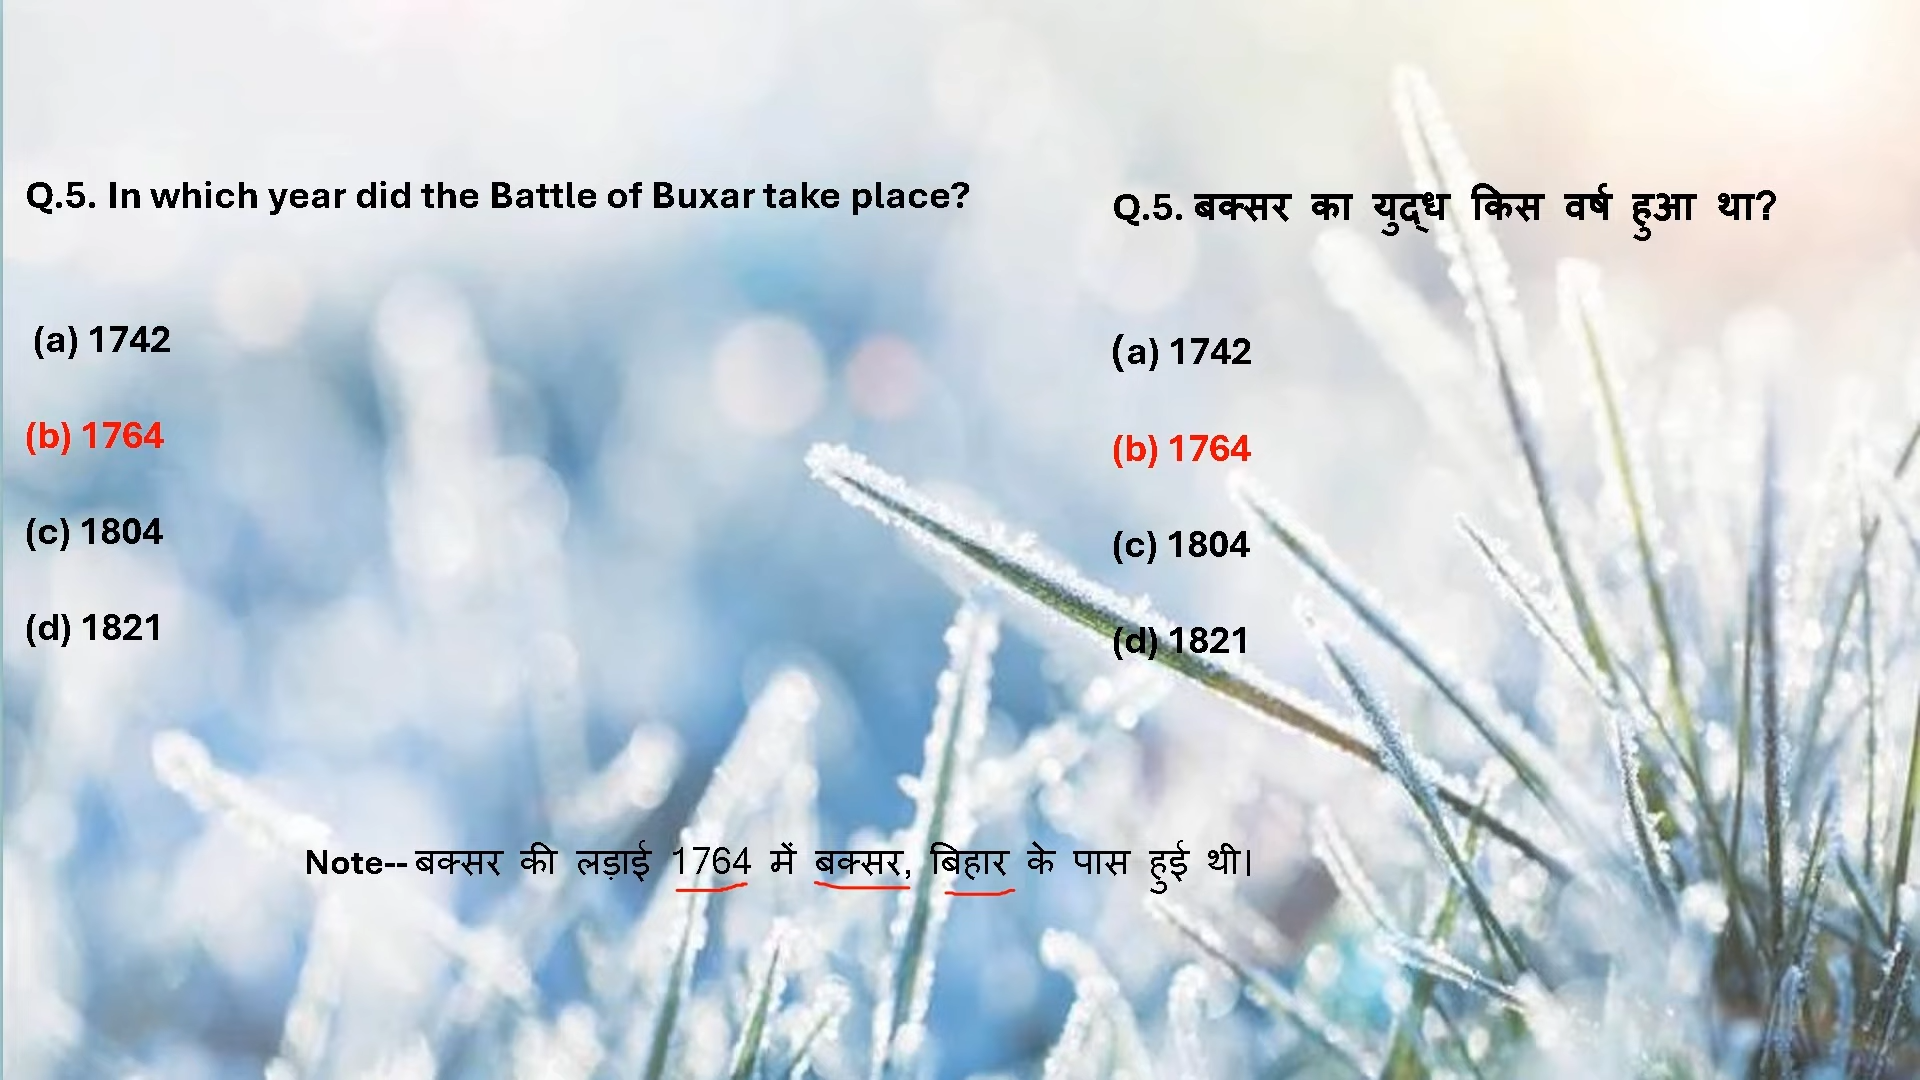 Q.5. In which year did the Battle of Buxar take place?
(a) 1742
(b) 1764
(c) 1804
(d) 1821
Q.5. बक्सर का युद्ध किस वर्ष हुआ था?
(a) 1742
(b) 1764
(c) 1804
(d) 1821
Note-- बक्सर की लड़ाई 1764 में बक्सर, बिहार के पास हुई थी।